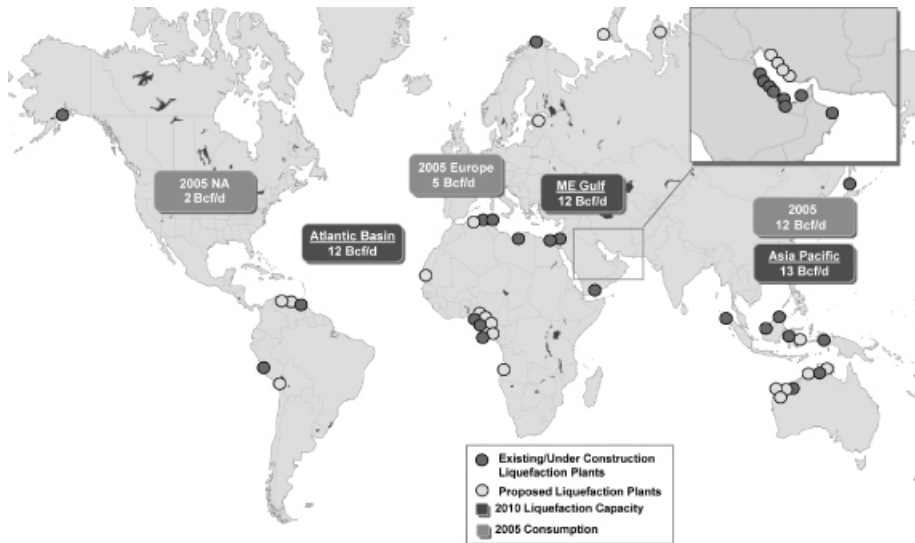 2005 NA
2 Bcf/d
2005 Europe
5 Bcf/d
ME Gulf
12 Bcf/d
Atlantic Basin
12 Bcf/d
2005
12 Bcf/d
Asia Pacific
13 Bcf/d
Existing/Under Construction
Liquefaction Plants
Proposed Liquefaction Plants
2010 Liquefaction Capacity
2005 Consumption